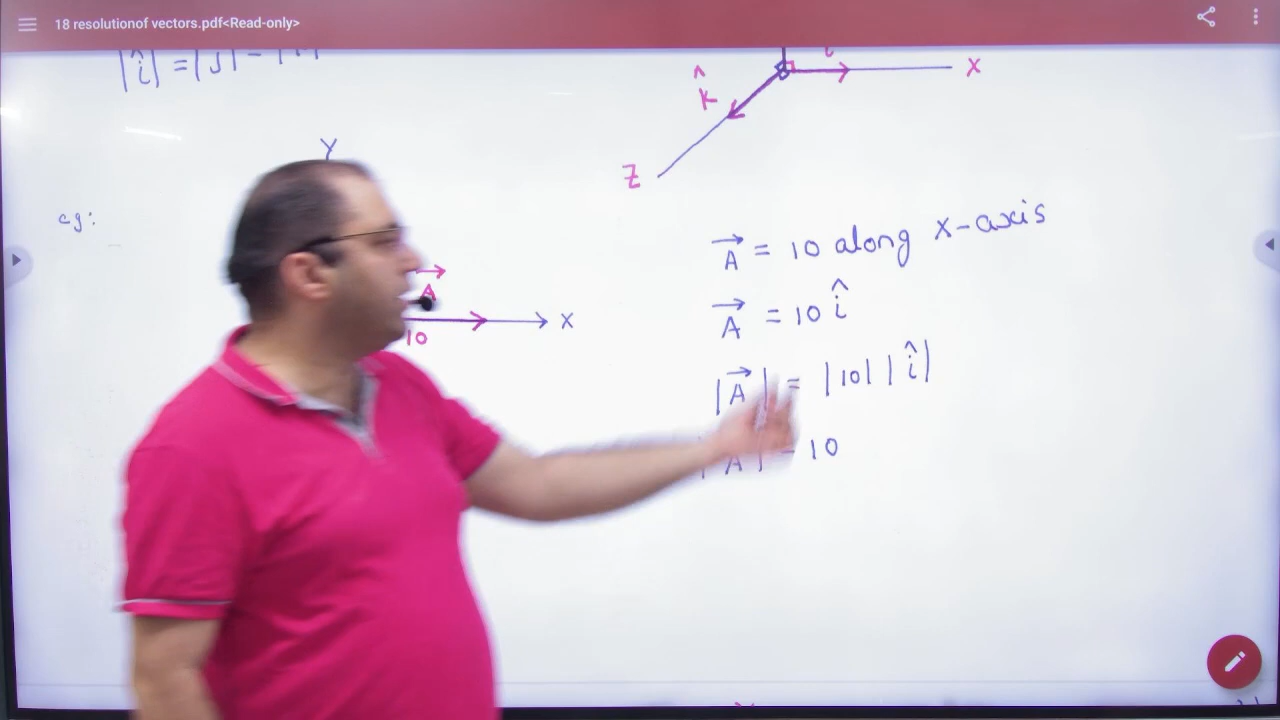 18 resolutionof vectors.pdf<Read-only>
X
k̂
Z
Y
eg:
A⃗
10
X
A⃗ = 10 along x-axis
A⃗ = 10 î
|A⃗| = |10| |î|
10